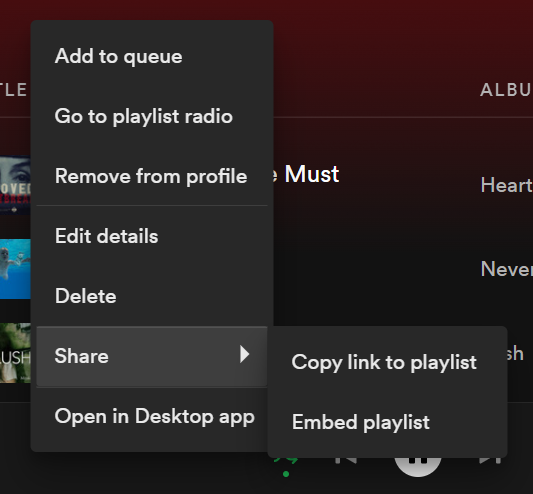 Add to queue
TLE
ALBU
Go to playlist radio
Remove from profile
Must
Heart
Edit details
Neve
Delete
Share
sh
Copy link to playlist
Open in Desktop app
Embed playlist